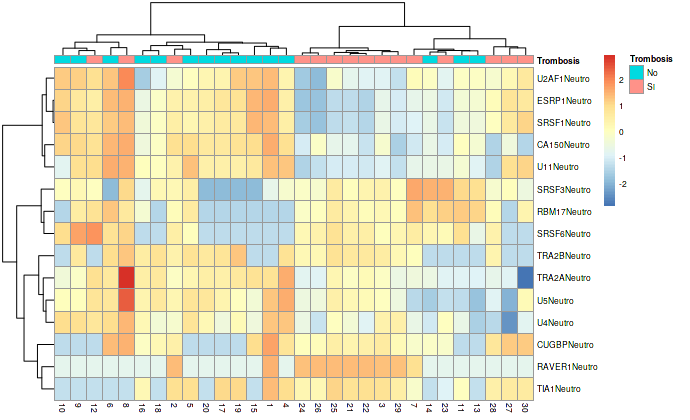 Trombosis
Trombosis
No
SI
2
1
0
-1
-2
U2AF1Neutro
ESRP1Neutro
SRSF1Neutro
CA150Neutro
U11Neutro
SRSF3Neutro
RBM17Neutro
SRSF6Neutro
TRA2BNeutro
TRA2ANeutro
U5Neutro
U4Neutro
CUGBPNeutro
RAVER1Neutro
TIA1Neutro
10 9 12 6 8 16 18 2 5 20 17 19 15 1 4 24 26 25 21 22 3 29 7 14 23 11 13 28 27 30